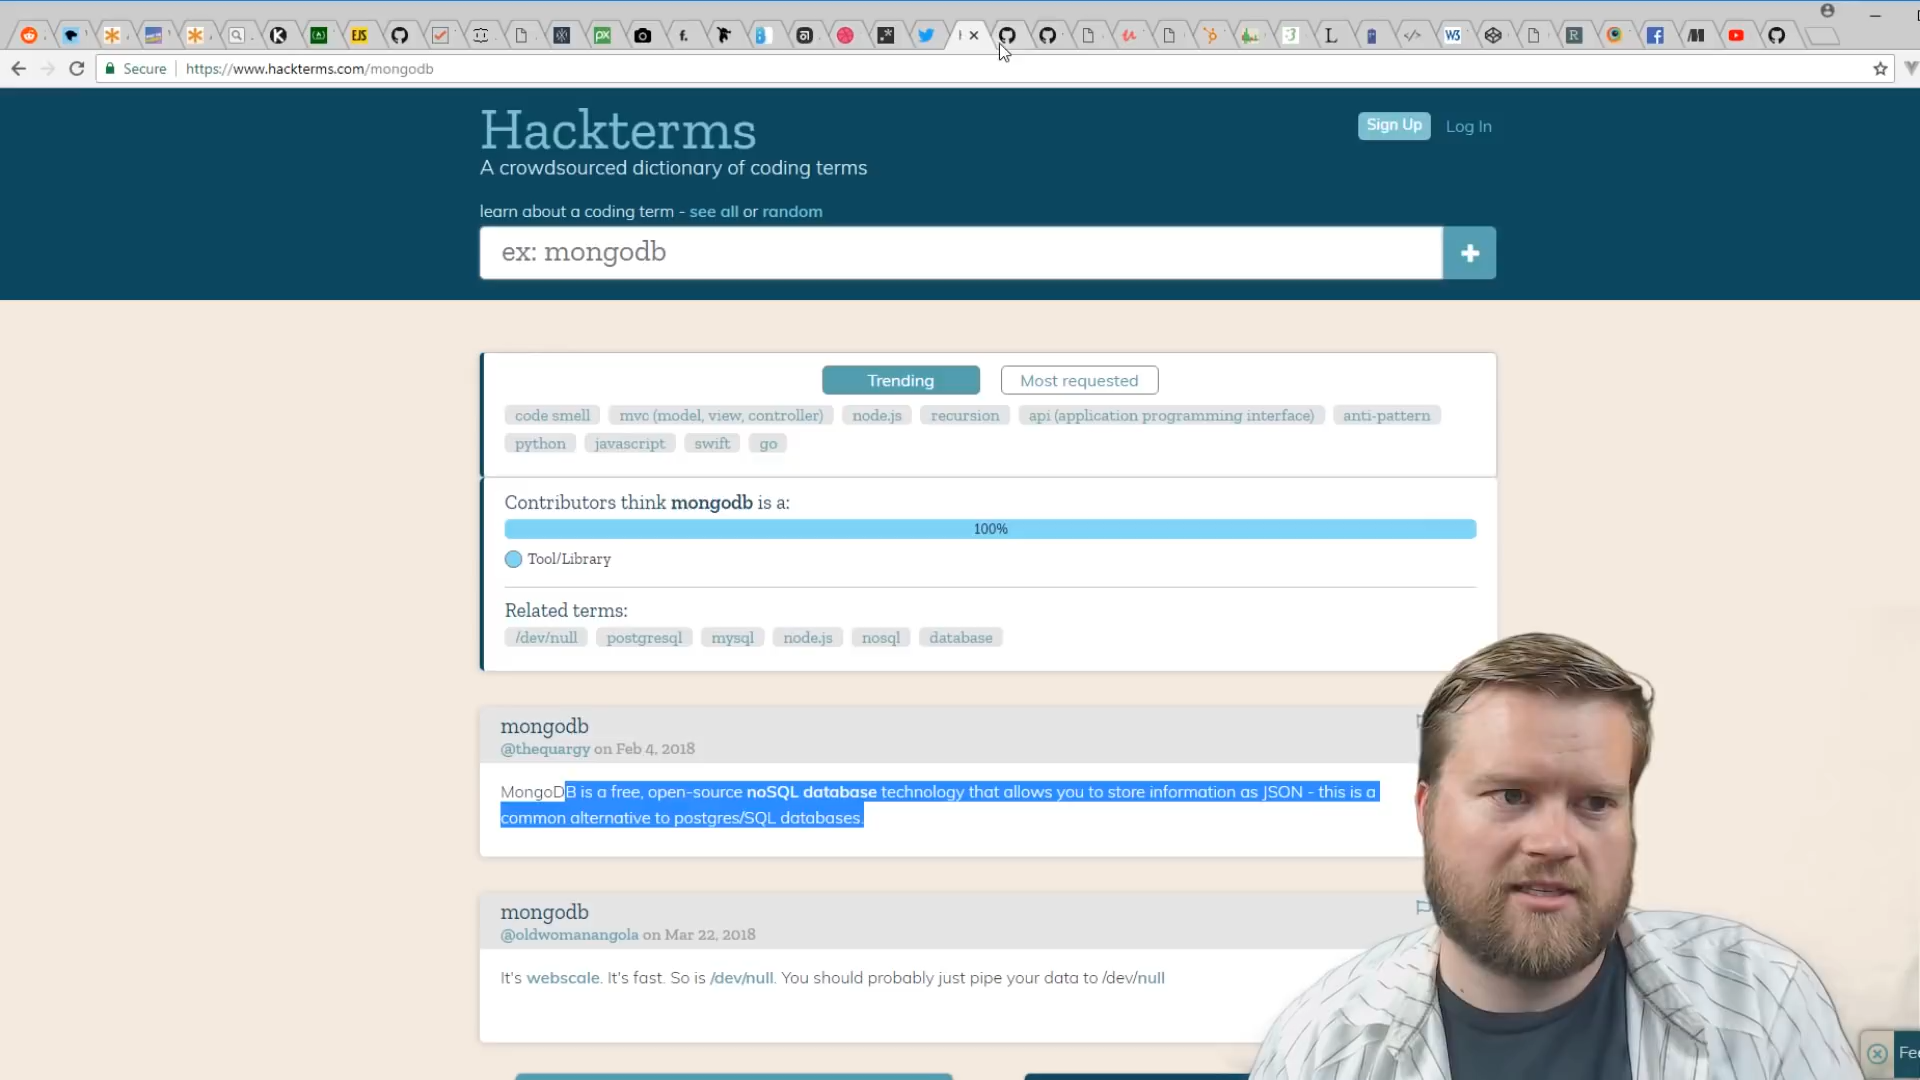 Secure https://www.hackterms.com/mongodb
Hackterms
Sign Up Log In
A crowdsourced dictionary of coding terms
learn about a coding term - see all or random
ex: mongodb
Trending Most requested
code smell mvc (model, view, controller) node.js recursion api (application programming interface) anti-pattern
python javascript swift go
Contributors think mongodb is a:
100%
Tool/Library
Related terms:
/dev/null postgresql mysql node.js nosql database
mongodb
@thequargy on Feb 4, 2018
MongoDB is a free, open-source noSQL database technology that allows you to store information as JSON - this is a
common alternative to postgres/SQL databases.
mongodb
@oldwomanangola on Mar 22, 2018
It's webscale. It's fast. So is /dev/null. You should probably just pipe your data to /dev/null